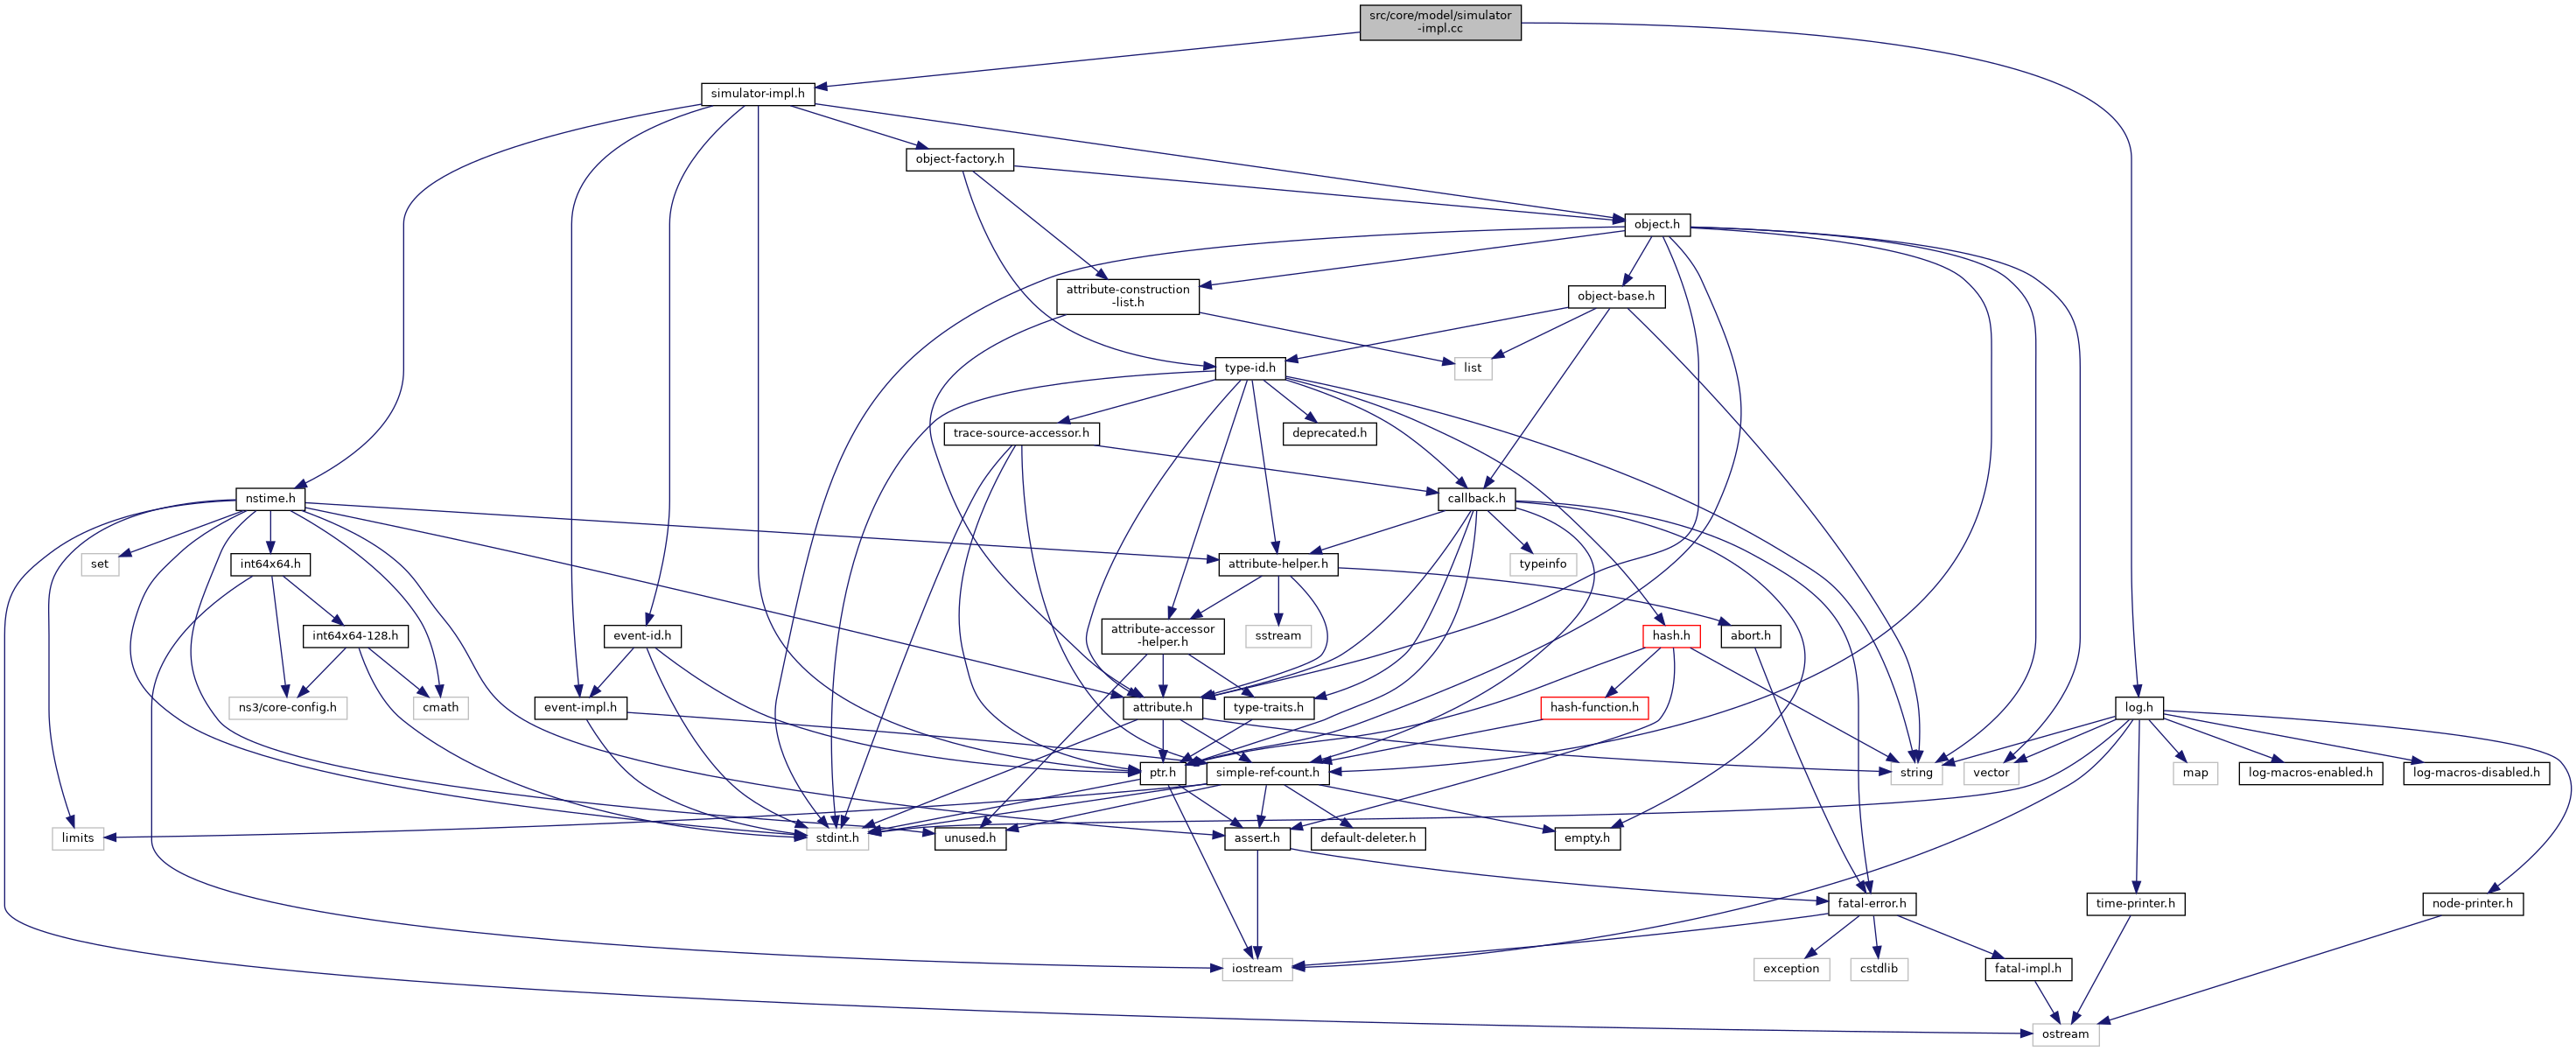 src/core/model/simulator
-impl.cc
simulator-impl.h
object-factory.h
object.h
attribute-construction
-list.h
object-base.h
type-id.h
list
trace-source-accessor.h
deprecated.h
nstime.h
callback.h
set
int64x64.h
attribute-helper.h
typeinfo
int64x64-128.h
event-id.h
attribute-accessor
-helper.h
sstream
hash.h
abort.h
ns3/core-config.h
cmath
event-impl.h
attribute.h
type-traits.h
hash-function.h
log.h
ptr.h
simple-ref-count.h
string
vector
map
log-macros-enabled.h
log-macros-disabled.h
limits
stdint.h
unused.h
assert.h
default-deleter.h
empty.h
fatal-error.h
time-printer.h
node-printer.h
iostream
exception
cstdlib
fatal-impl.h
ostream